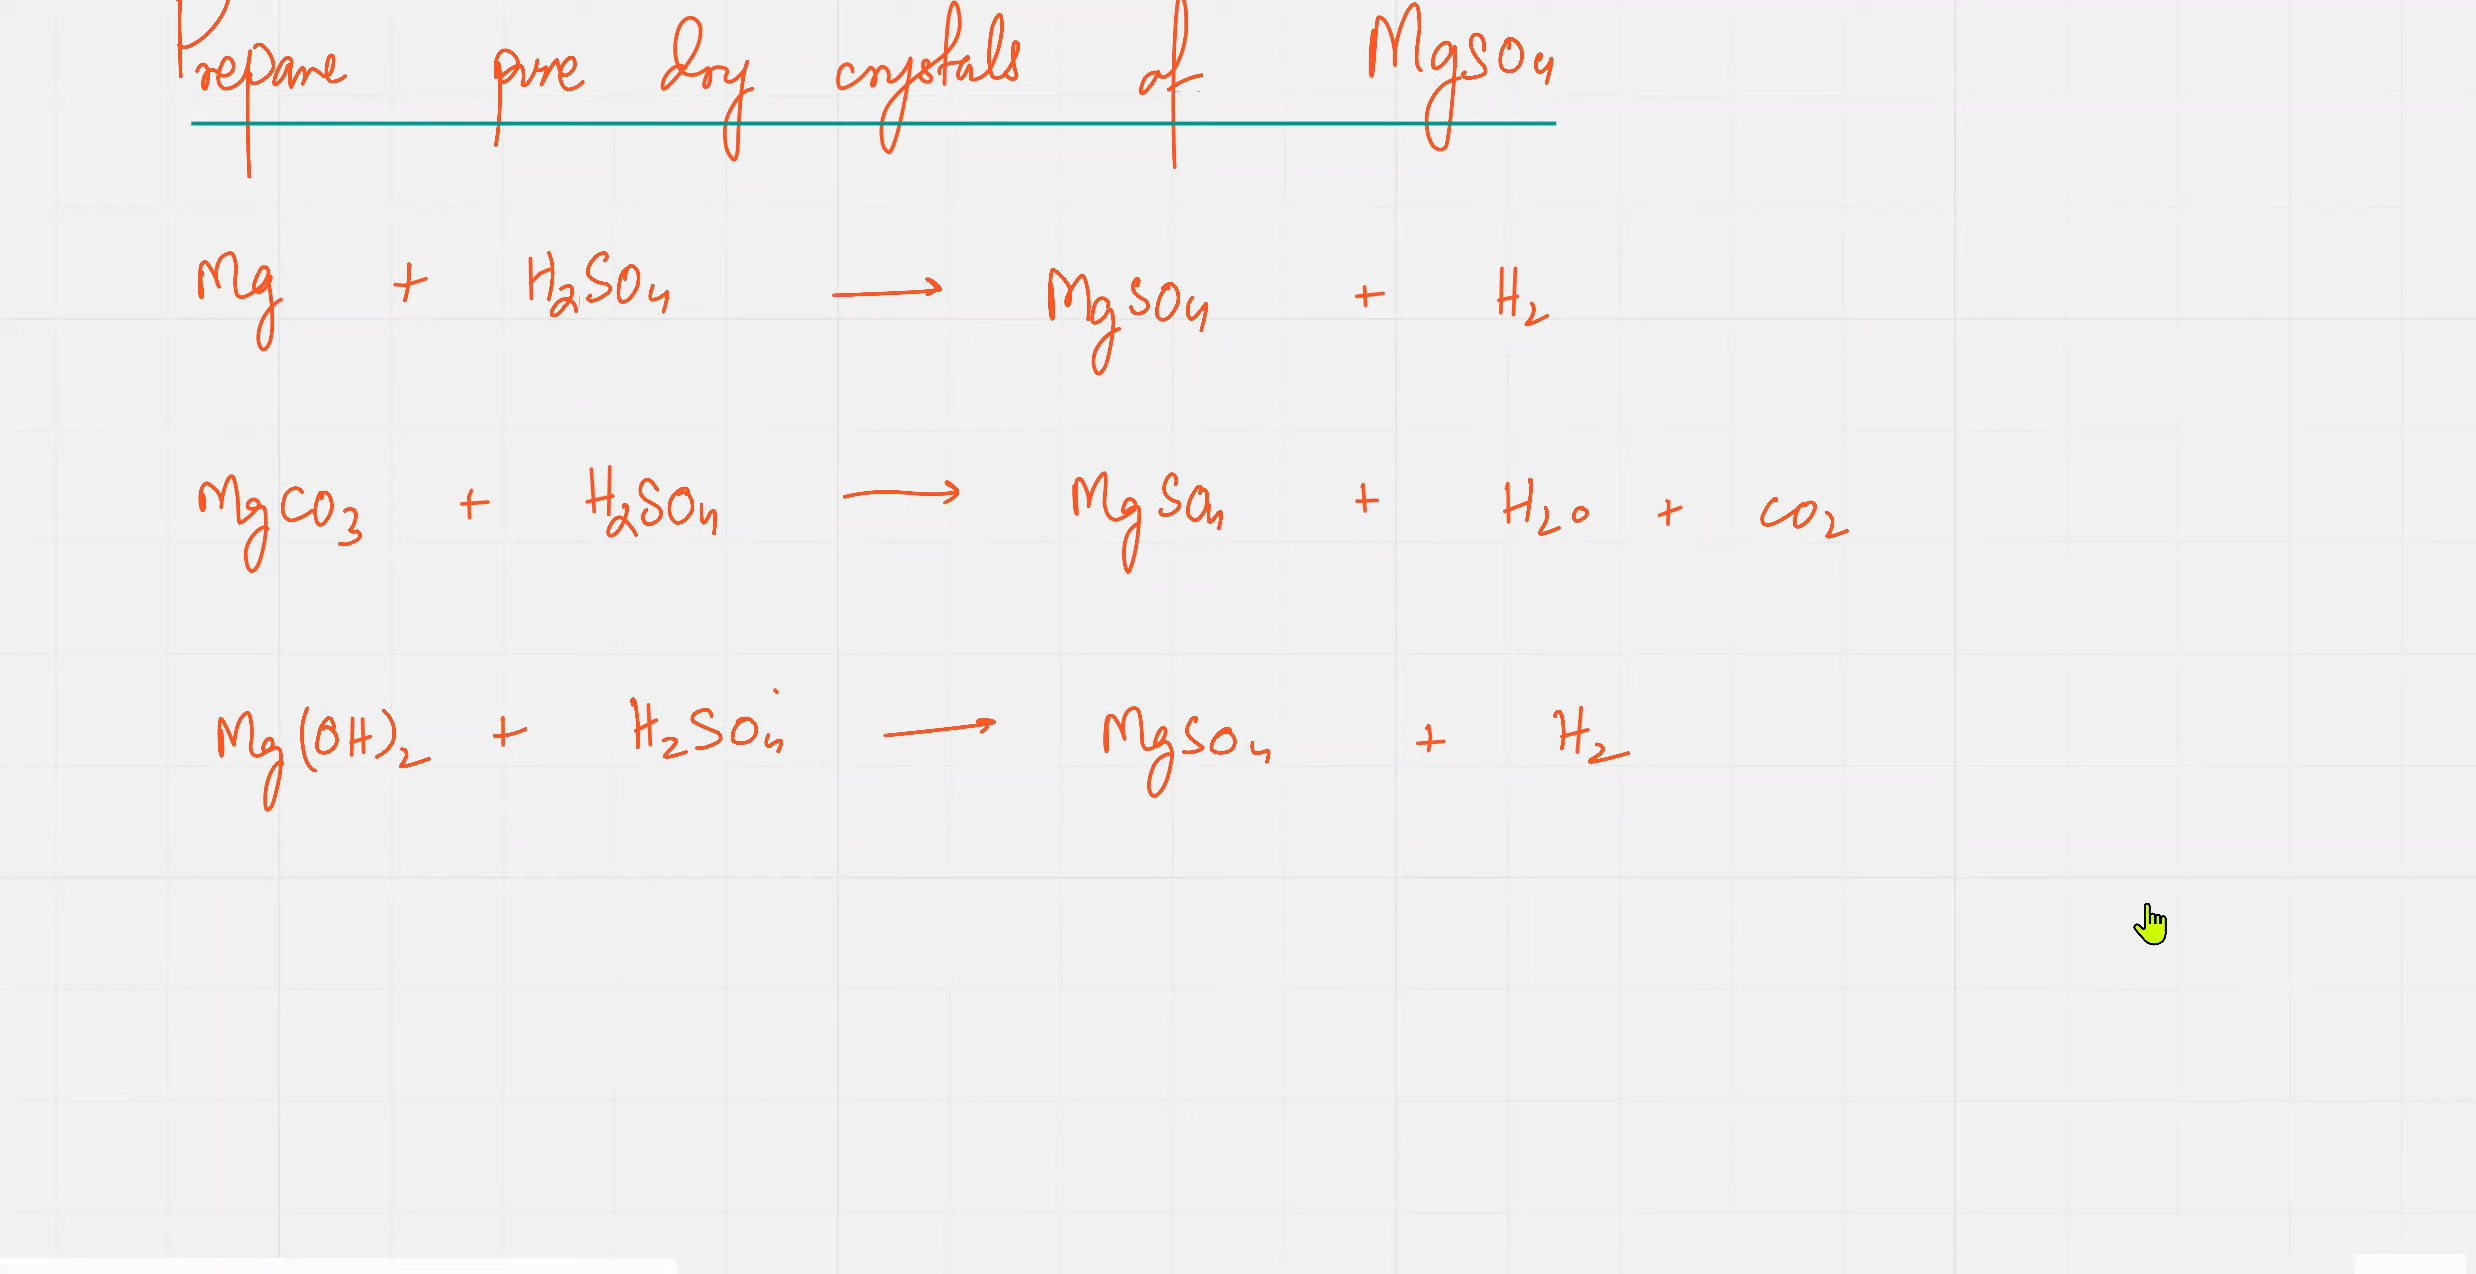 Prepare pure dry crystals of MgSO4
Mg + H2SO4 → MgSO4 + H2
MgCO3 + H2SO4 → MgSO4 + H2O + CO2
Mg(OH)2 + H2SO4 → MgSO4 + H2